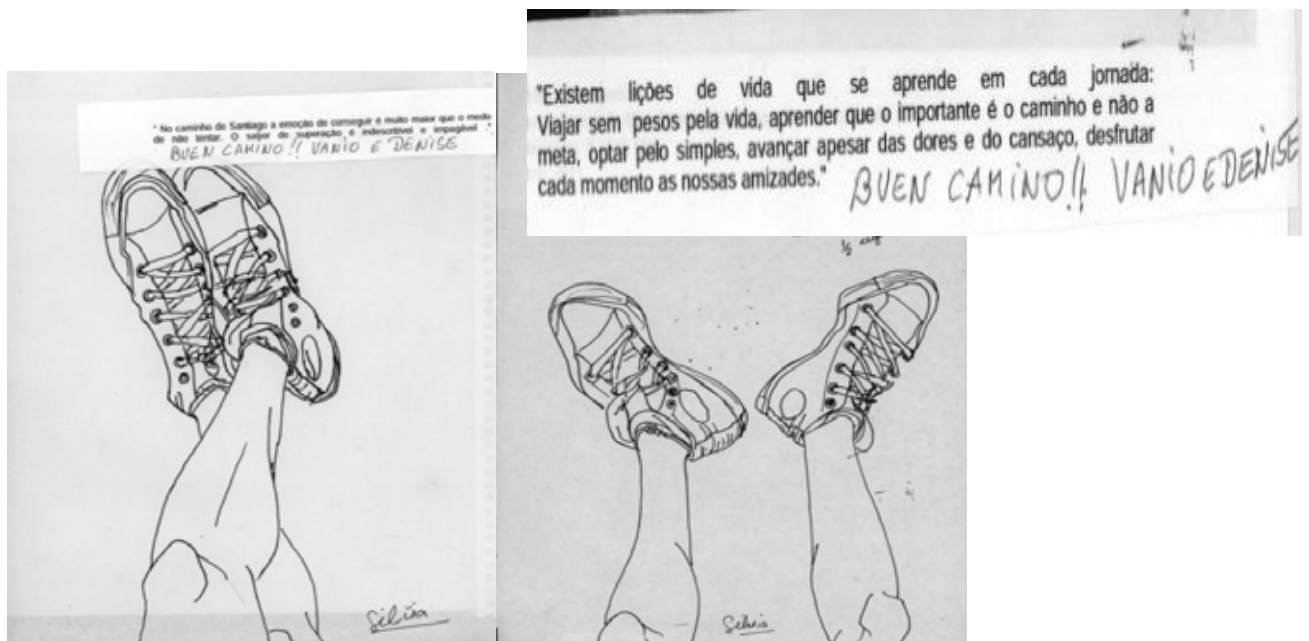 " No caminho de Santiago a emoção de conseguir é muito maior que o medo
de não tentar. O sabor de superação é indescritível e impagável ."
BUEN CAMINO!! VANIO E DENISE
"Existem lições de vida que se aprende em cada jornada:
Viajar sem pesos pela vida, aprender que o importante é o caminho e não a
meta, optar pelo simples, avançar apesar das dores e do cansaço, desfrutar
cada momento as nossas amizades." BUEN CAMINO!! VANIO E DENISE
Silvia
Silvia